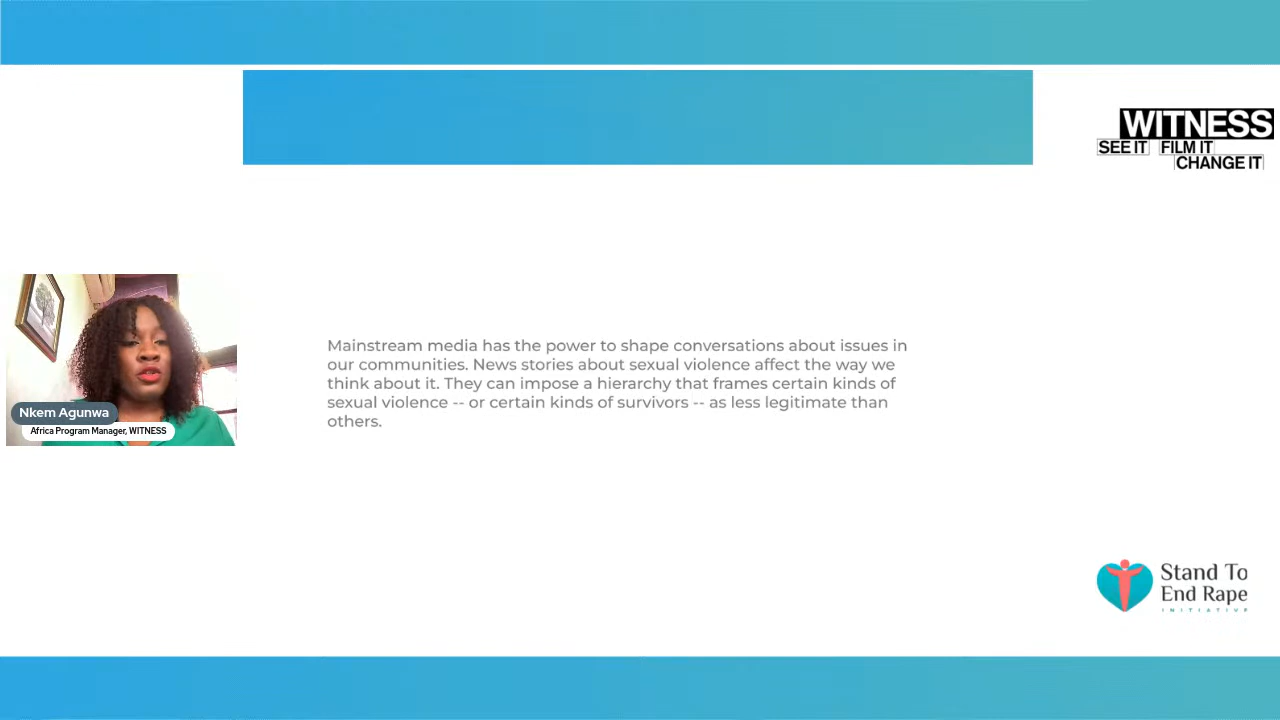 WITNESS
SEE IT FILM IT
CHANGE IT
Mainstream media has the power to shape conversations about issues in
our communities. News stories about sexual violence affect the way we
think about it. They can impose a hierarchy that frames certain kinds of
sexual violence -- or certain kinds of survivors -- as less legitimate than
others.
Nkem Agunwa
Africa Program Manager, WITNESS
Stand To
End Rape
INITIATIVE